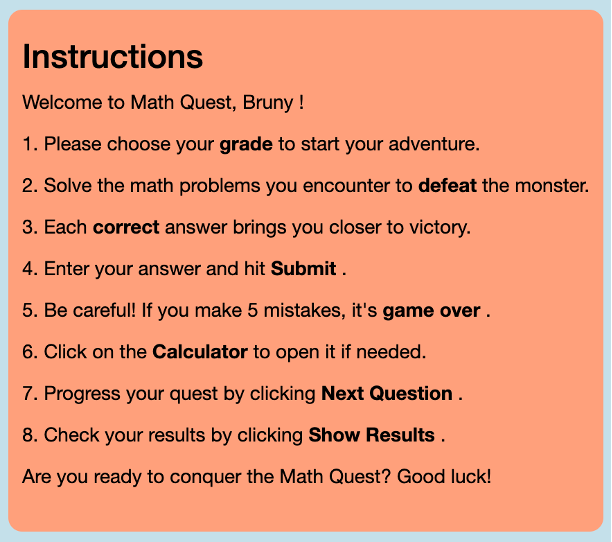 Instructions
Welcome to Math Quest, Bruny !
1. Please choose your grade to start your adventure.
2. Solve the math problems you encounter to defeat the monster.
3. Each correct answer brings you closer to victory.
4. Enter your answer and hit Submit .
5. Be careful! If you make 5 mistakes, it's game over .
6. Click on the Calculator to open it if needed.
7. Progress your quest by clicking Next Question .
8. Check your results by clicking Show Results .
Are you ready to conquer the Math Quest? Good luck!